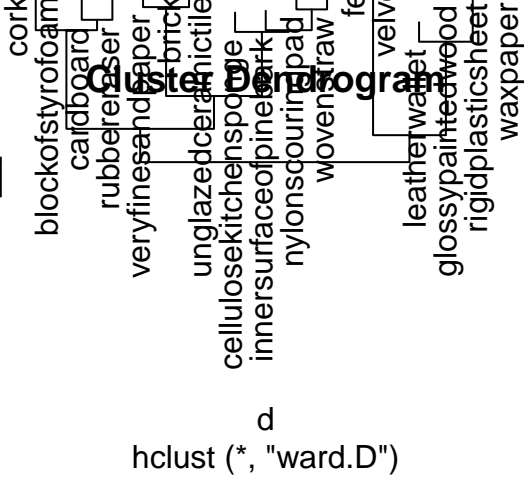 Cluster Dendrogram
cork
blockofstyrofoam
cardboard
rubbereraser
veryfinesandpaper
brick
unglazedceramictile
cellulosekitchensponge
innersurfaceofpinebark
nylonscouringpad
wovenstraw
leatherwallet
glossypaintedwood
rigidplasticsheet
waxpaper
d
hclust (*, "ward.D")